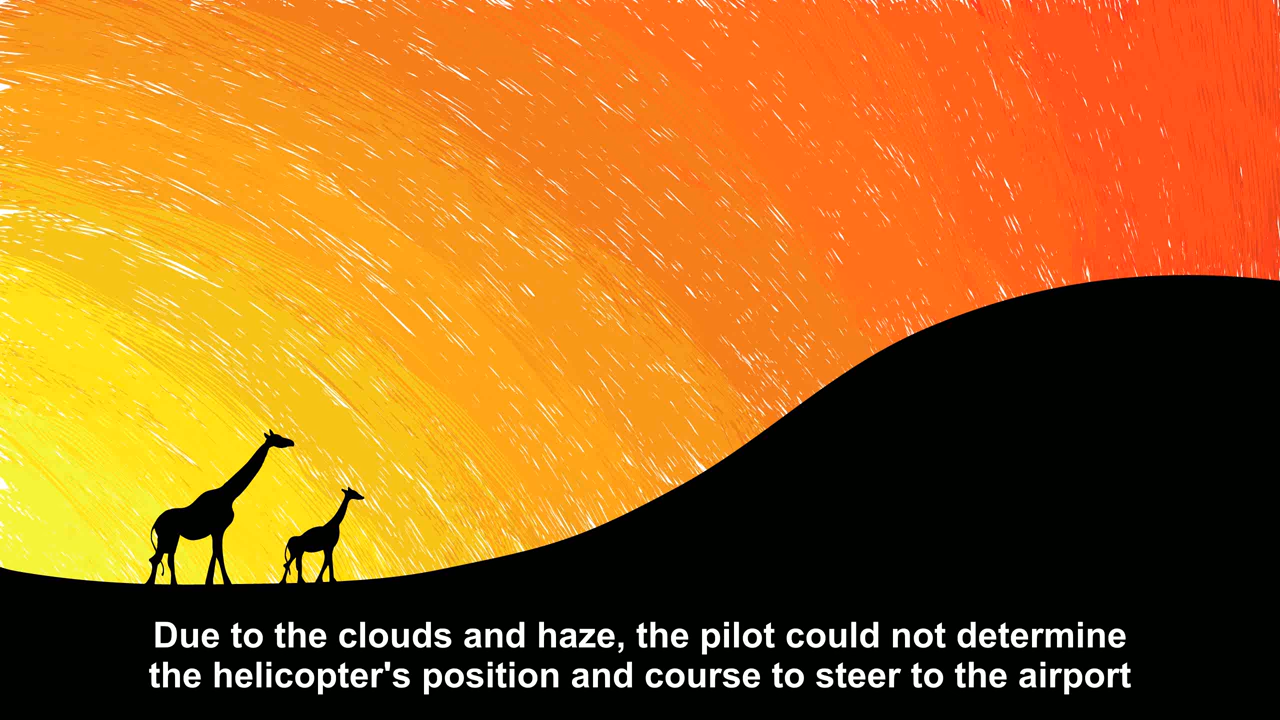 Due to the clouds and haze, the pilot could not determine
the helicopter's position and course to steer to the airport